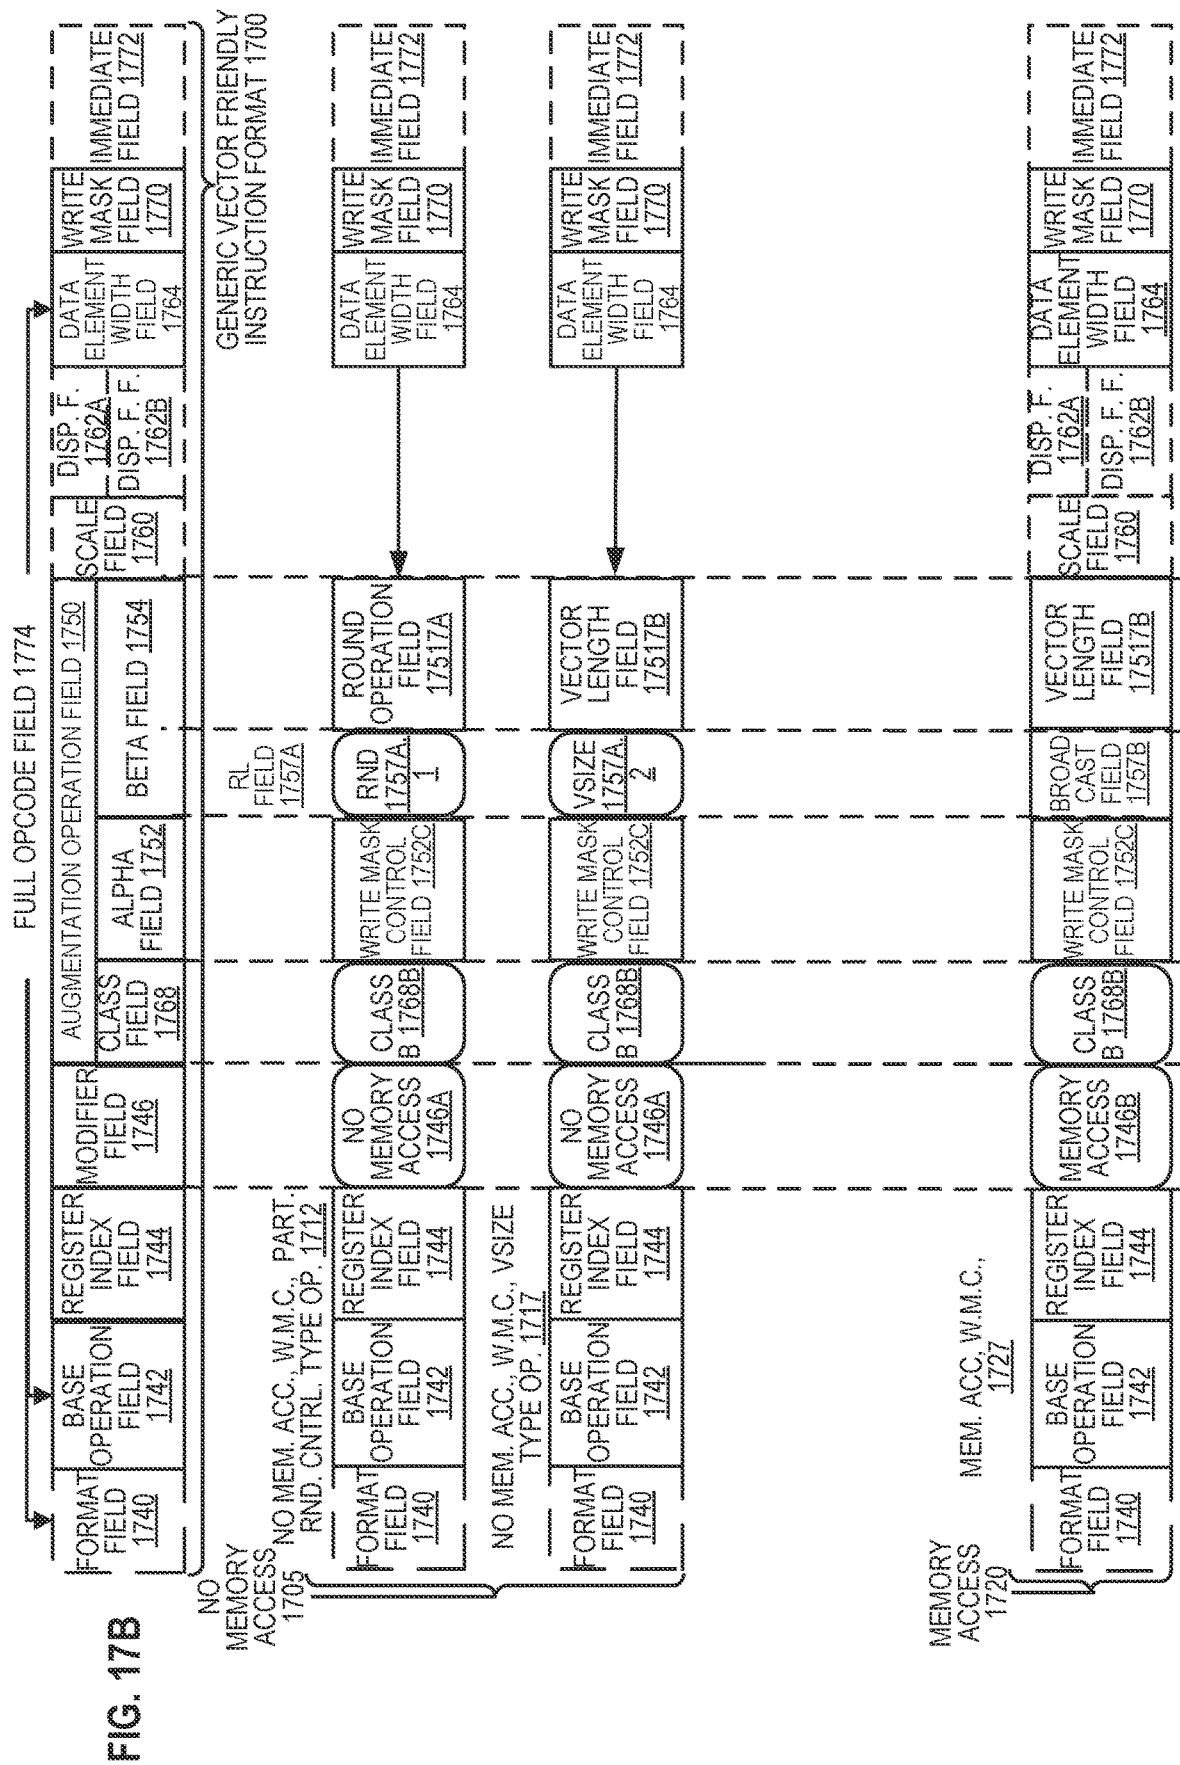 FIG. 17B
FULL OPCODE FIELD 1774
FORMAT
FIELD
1740
BASE
OPERATION
FIELD
1742
REGISTER
INDEX
FIELD
1744
MODIFIER
FIELD
1746
AUGMENTATION OPERATION FIELD 1750
CLASS
FIELD
1768
ALPHA
FIELD 1752
BETA FIELD 1754
SCALE
FIELD
1760
DISP. F.
1762A
DISP. F. F.
1762B
DATA
ELEMENT
WIDTH
FIELD
1764
WRITE
MASK
FIELD
1770
IMMEDIATE
FIELD 1772
GENERIC VECTOR FRIENDLY
INSTRUCTION FORMAT 1700
NO
MEMORY
ACCESS
1705
NO MEM. ACC., W.M.C., PART.
RND. CNTRL. TYPE OP. 1712
RL
FIELD
1757A
FORMAT
FIELD
1740
BASE
OPERATION
FIELD
1742
REGISTER
INDEX
FIELD
1744
NO
MEMORY
ACCESS
1746A
CLASS
B 1768B
WRITE MASK
CONTROL
FIELD 1752C
RND
1757A.
1
ROUND
OPERATION
FIELD
17517A
DATA
ELEMENT
WIDTH
FIELD
1764
WRITE
MASK
FIELD
1770
IMMEDIATE
FIELD 1772
NO MEM. ACC., W.M.C., VSIZE
TYPE OP. 1717
FORMAT
FIELD
1740
BASE
OPERATION
FIELD
1742
REGISTER
INDEX
FIELD
1744
NO
MEMORY
ACCESS
1746A
CLASS
B 1768B
WRITE MASK
CONTROL
FIELD 1752C
VSIZE
1757A.
2
VECTOR
LENGTH
FIELD
17517B
DATA
ELEMENT
WIDTH
FIELD
1764
WRITE
MASK
FIELD
1770
IMMEDIATE
FIELD 1772
MEMORY
ACCESS
1720
MEM. ACC, W.M.C.,
1727
FORMAT
FIELD
1740
BASE
OPERATION
FIELD
1742
REGISTER
INDEX
FIELD
1744
MEMORY
ACCESS
1746B
CLASS
B 1768B
WRITE MASK
CONTROL
FIELD 1752C
BROAD
CAST
FIELD
1757B
VECTOR
LENGTH
FIELD
17517B
SCALE
FIELD
1760
DISP. F.
1762A
DISP. F. F.
1762B
DATA
ELEMENT
WIDTH
FIELD
1764
WRITE
MASK
FIELD
1770
IMMEDIATE
FIELD 1772